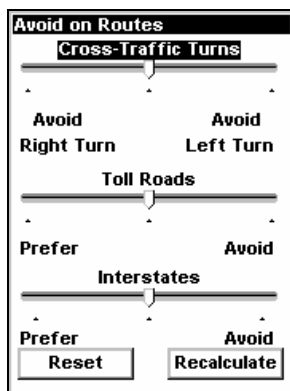 Avoid on Routes
Cross-Traffic Turns
Avoid Avoid
Right Turn Left Turn
Toll Roads
Prefer Avoid
Interstates
Prefer Avoid
Reset Recalculate